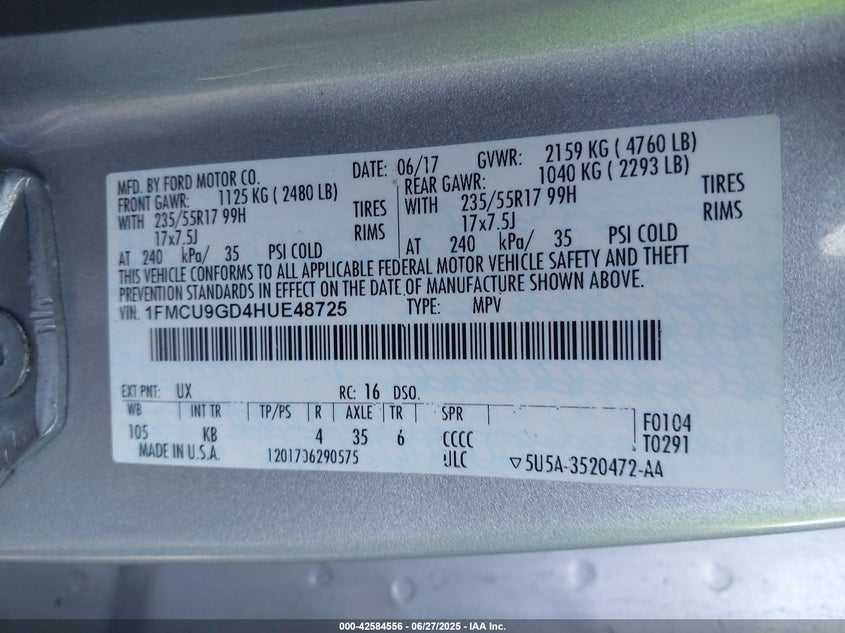 MFD. BY FORD MOTOR CO. DATE: 06/17 GVWR: 2159 KG ( 4760 LB)
FRONT GAWR: 1125 KG ( 2480 LB) REAR GAWR: 1040 KG ( 2293 LB)
WITH 235/55R17 99H TIRES WITH 235/55R17 99H TIRES
17x7.5J RIMS 17x7.5J RIMS
AT 240 kPa/ 35 PSI COLD AT 240 kPa/ 35 PSI COLD
THIS VEHICLE CONFORMS TO ALL APPLICABLE FEDERAL MOTOR VEHICLE SAFETY AND THEFT
PREVENTION STANDARDS IN EFFECT ON THE DATE OF MANUFACTURE SHOWN ABOVE.
VIN: 1FMCU9GD4HUE48725 TYPE: MPV
EXT PNT: UX RC: 16 DSO:
WB INT TR TP/PS R AXLE TR SPR F0104
105 KB 4 35 6 CCCC T0291
MADE IN U.S.A. 1201706290575 ULC ▽5U5A-3520472-AA
000-42584556 | 06/27/2025 - IAA Inc.